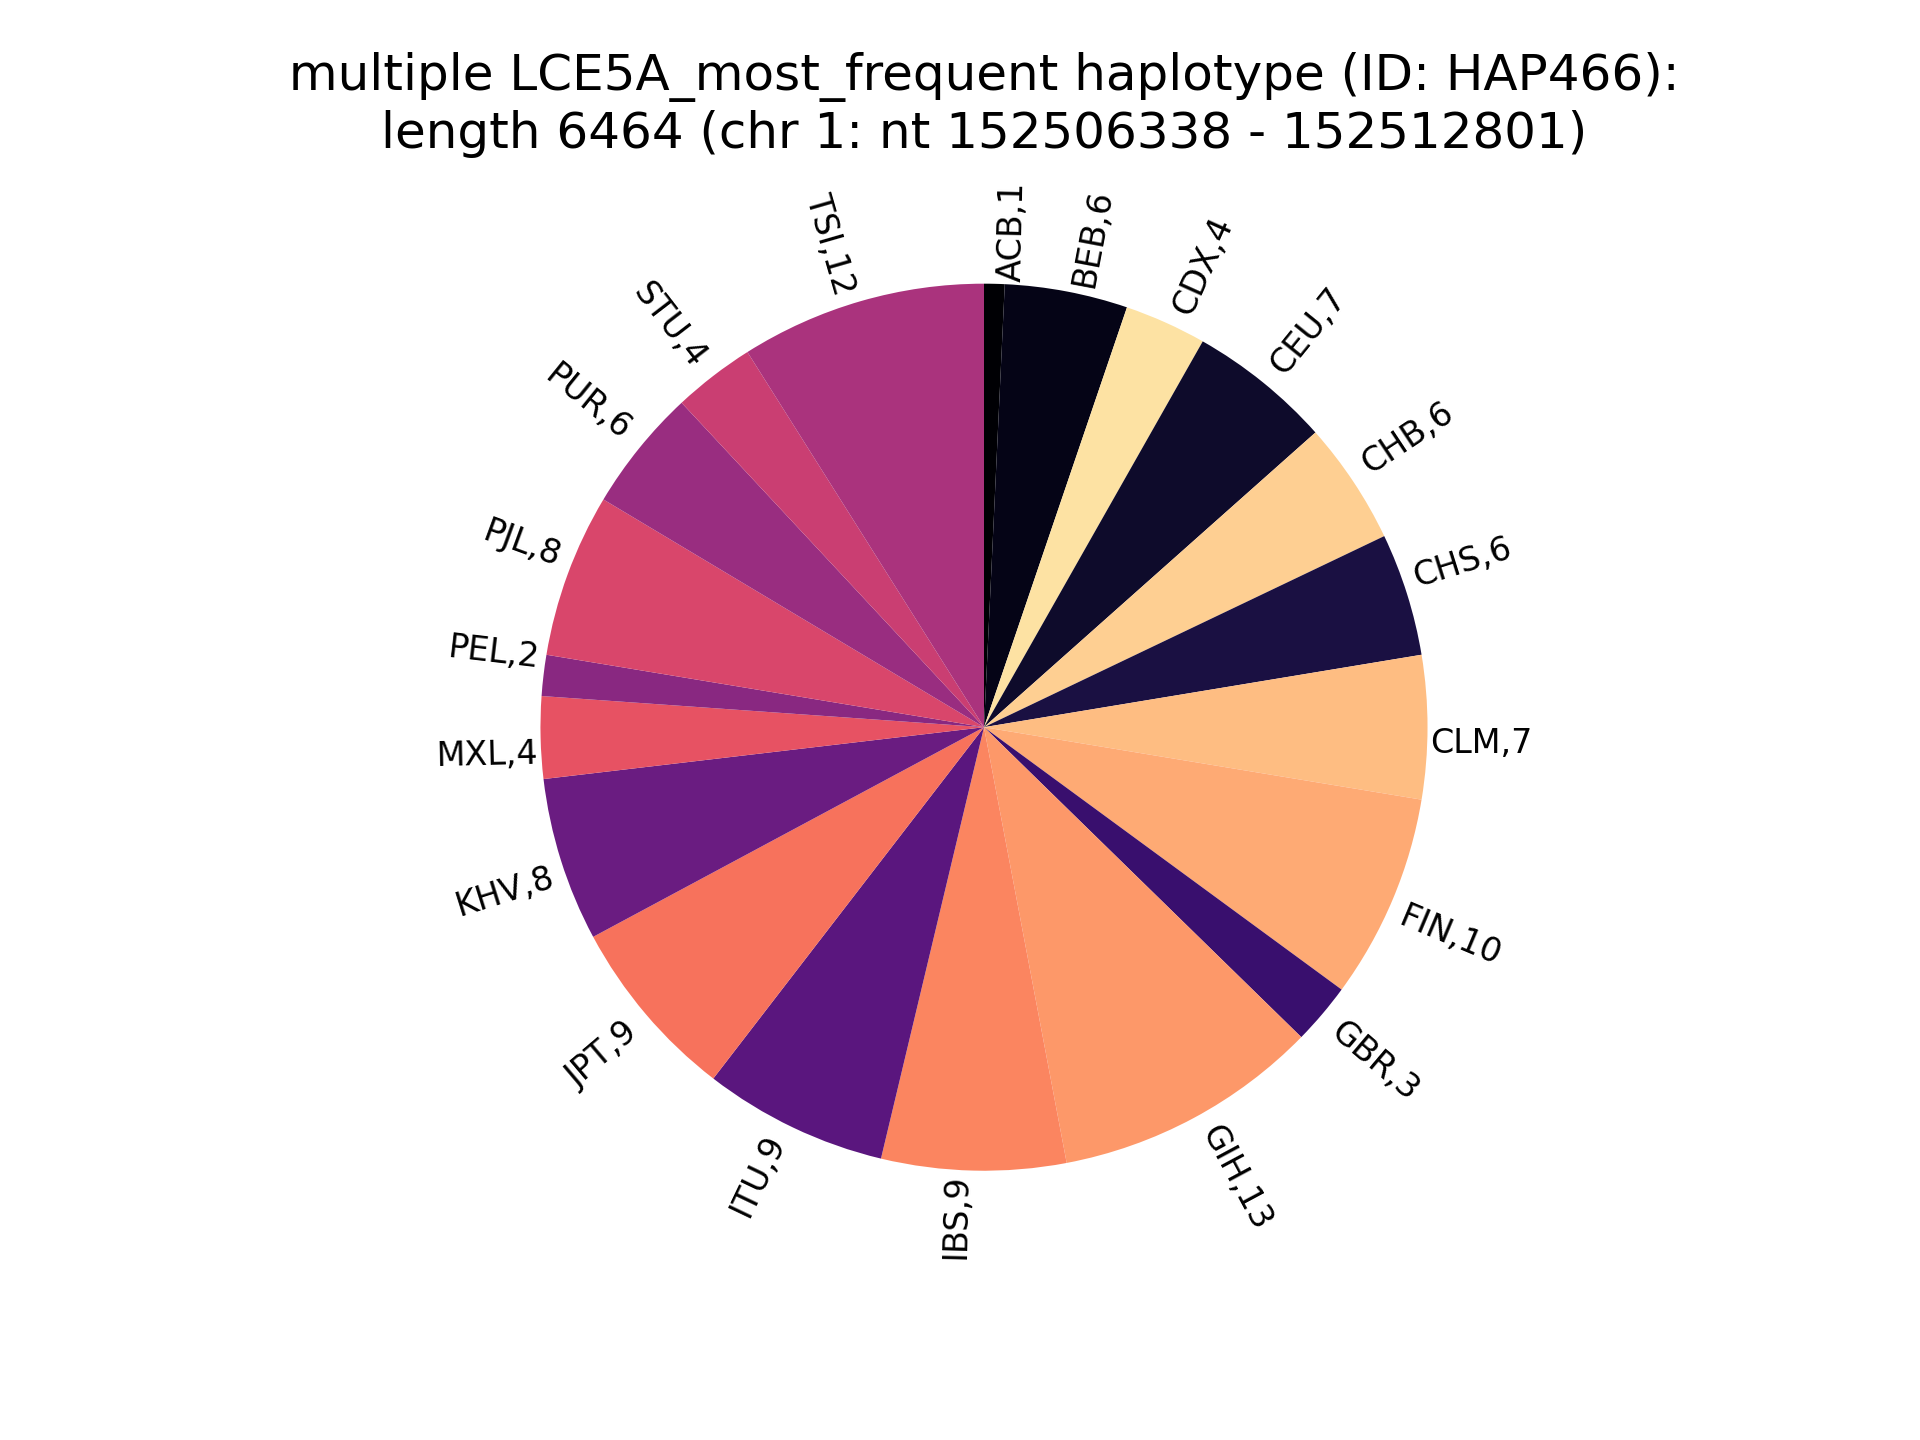 multiple LCE5A_most_frequent haplotype (ID: HAP466):
length 6464 (chr 1: nt 152506338 - 152512801)
ACB,1
BEB,6
CDX,4
CEU,7
CHB,6
CHS,6
CLM,7
FIN,10
GBR,3
GIH,13
IBS,9
ITU,9
JPT,9
KHV,8
MXL,4
PEL,2
PJL,8
PUR,6
STU,4
TSI,12